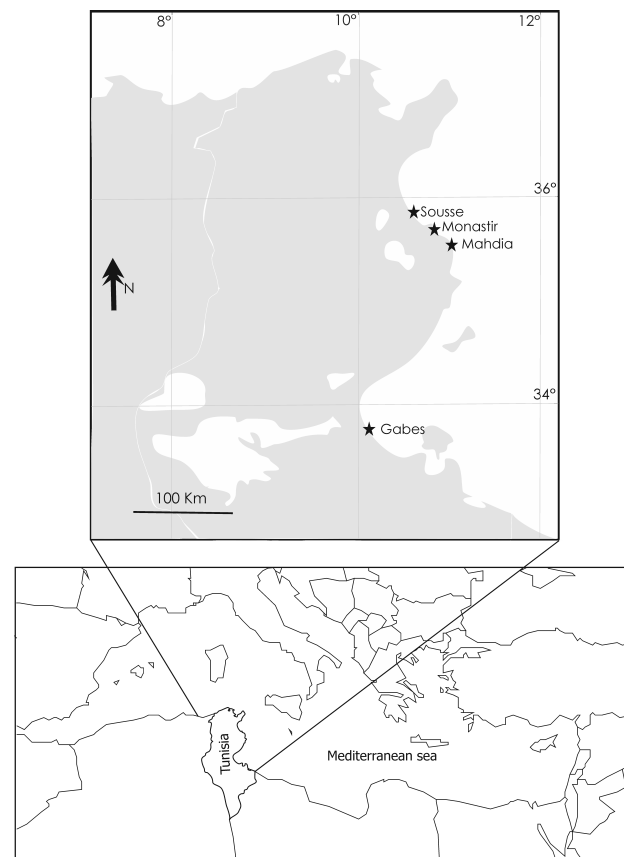 8°
10°
12°
36°
Sousse
Monastir
Mahdia
N
34°
Gabes
100 Km
Tunisia
Mediterranean sea